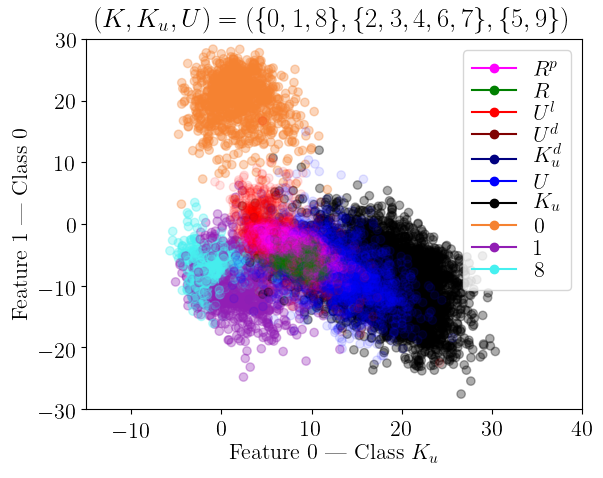 (K, K_u, U) = ({0, 1, 8}, {2, 3, 4, 6, 7}, {5, 9})
30
20
10
0
−10
−20
−30
Feature 1 — Class 0
R^p
R
U^l
U^d
K_u^d
U
K_u
0
1
8
−10
0
10
20
30
40
Feature 0 — Class K_u